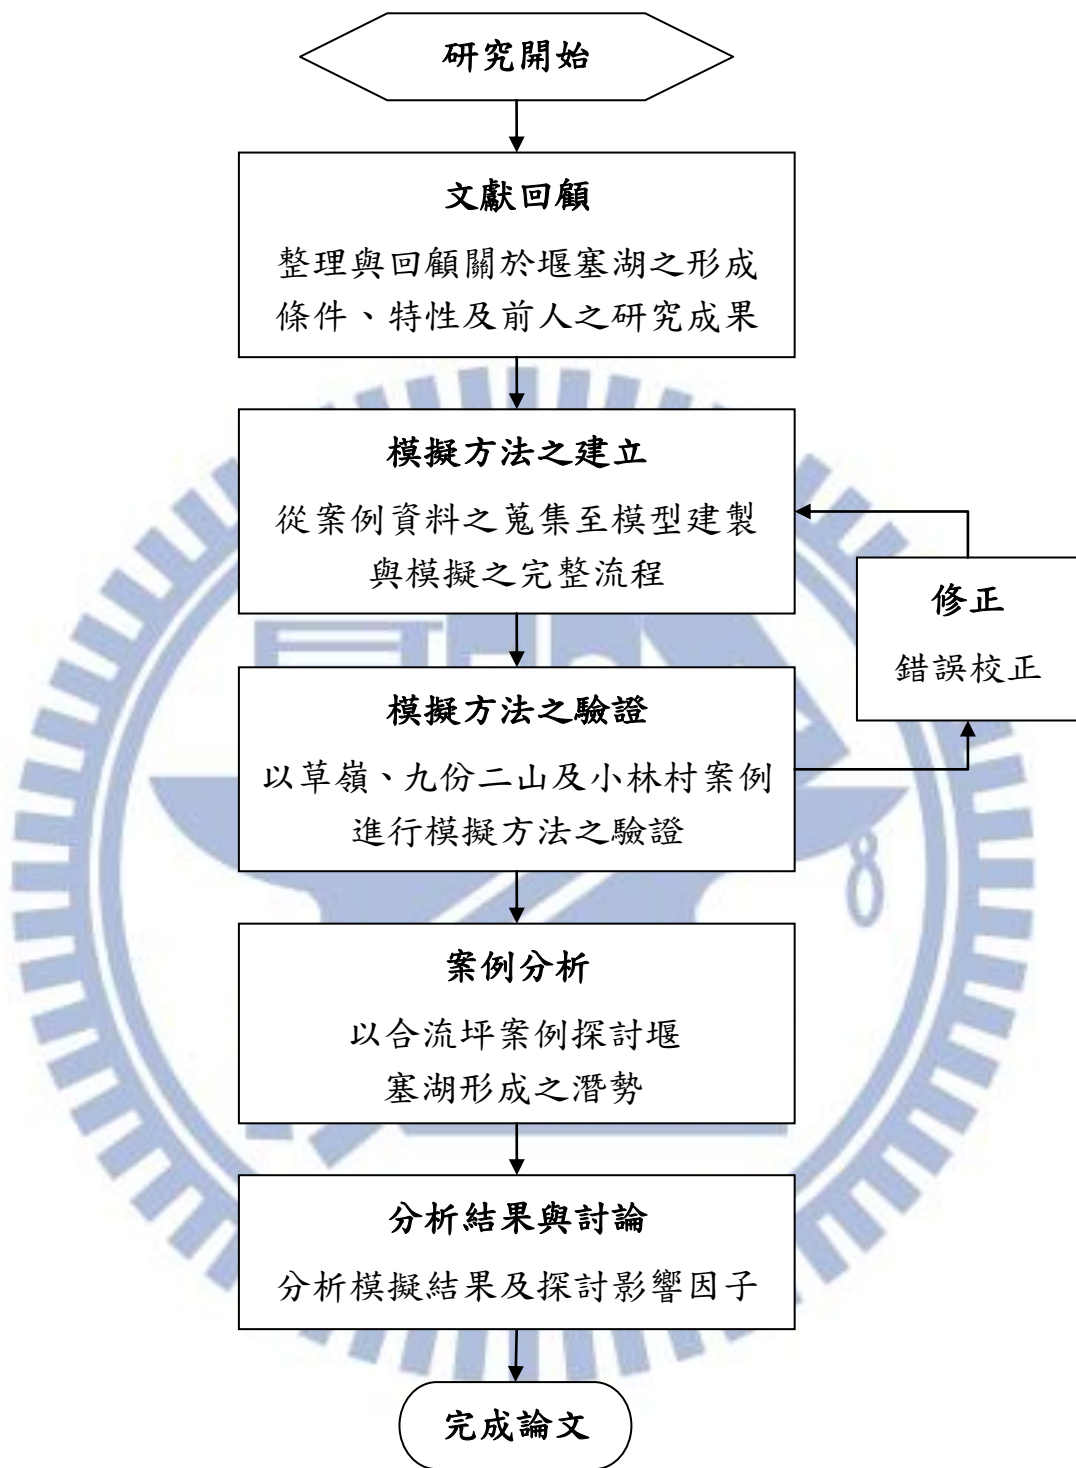 研究開始
文獻回顧
整理與回顧關於堰塞湖之形成
條件、特性及前人之研究成果
模擬方法之建立
從案例資料之蒐集至模型建製
與模擬之完整流程
修正
錯誤校正
模擬方法之驗證
以草嶺、九份二山及小林村案例
進行模擬方法之驗證
案例分析
以合流坪案例探討堰
塞湖形成之潛勢
分析結果與討論
分析模擬結果及探討影響因子
完成論文